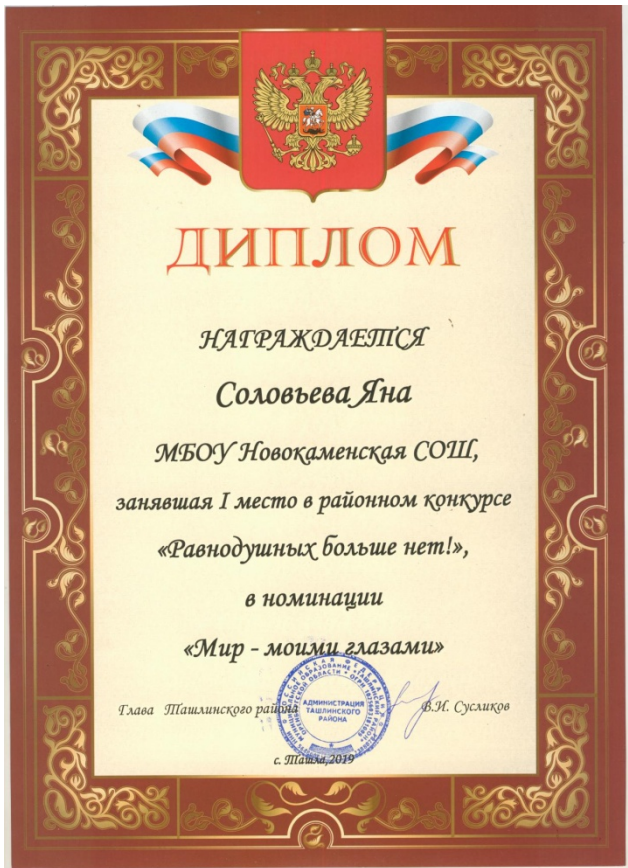 ДИПЛОМ
НАГРАЖДАЕТСЯ
Соловьева Яна
МБОУ Новокаменская СОШ,
занявшая I место в районном конкурсе
«Равнодушных больше нет!»,
в номинации
«Мир - моими глазами»
Глава Ташлинского района
В.И. Сусликов
АДМИНИСТРАЦИЯ
ТАШЛИНСКОГО
РАЙОНА
с. Ташла,2019